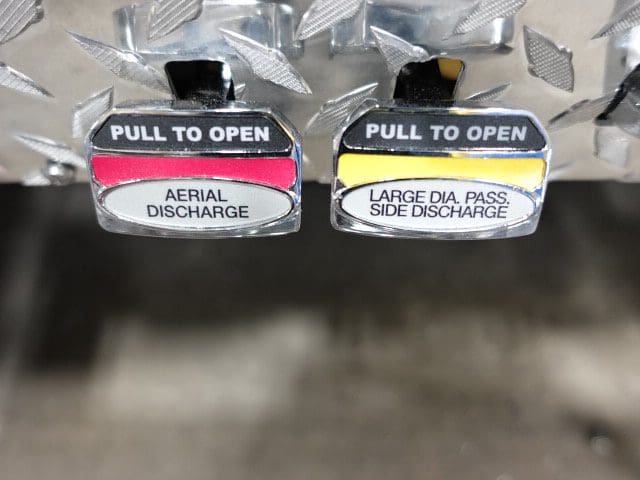 PULL TO OPEN
AERIAL
DISCHARGE
PULL TO OPEN
LARGE DIA. PASS.
SIDE DISCHARGE